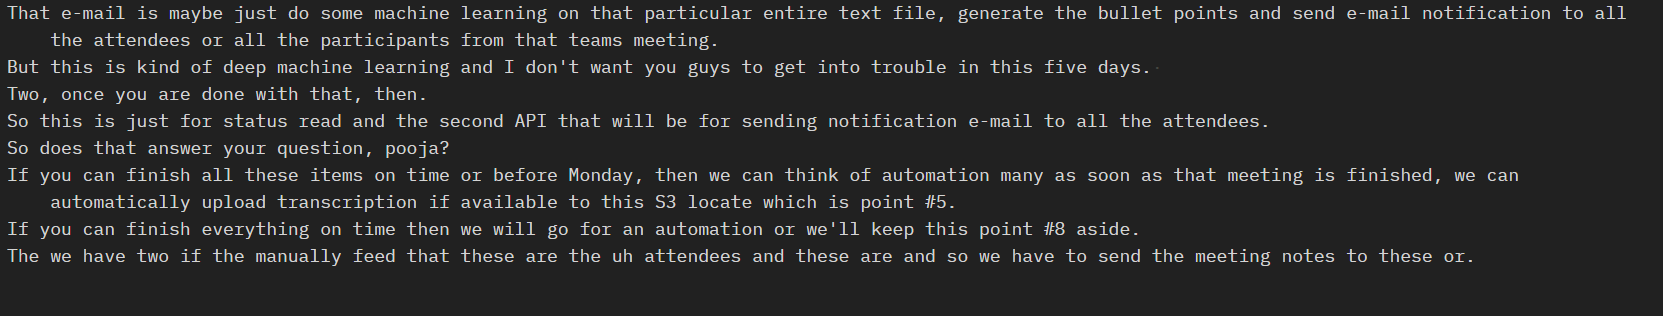 That e-mail is maybe just do some machine learning on that particular entire text file, generate the bullet points and send e-mail notification to all
the attendees or all the participants from that teams meeting.
But this is kind of deep machine learning and I don't want you guys to get into trouble in this five days.
Two, once you are done with that, then.
So this is just for status read and the second API that will be for sending notification e-mail to all the attendees.
So does that answer your question, pooja?
If you can finish all these items on time or before Monday, then we can think of automation many as soon as that meeting is finished, we can
automatically upload transcription if available to this S3 locate which is point #5.
If you can finish everything on time then we will go for an automation or we'll keep this point #8 aside.
The we have two if the manually feed that these are the uh attendees and these are and so we have to send the meeting notes to these or.